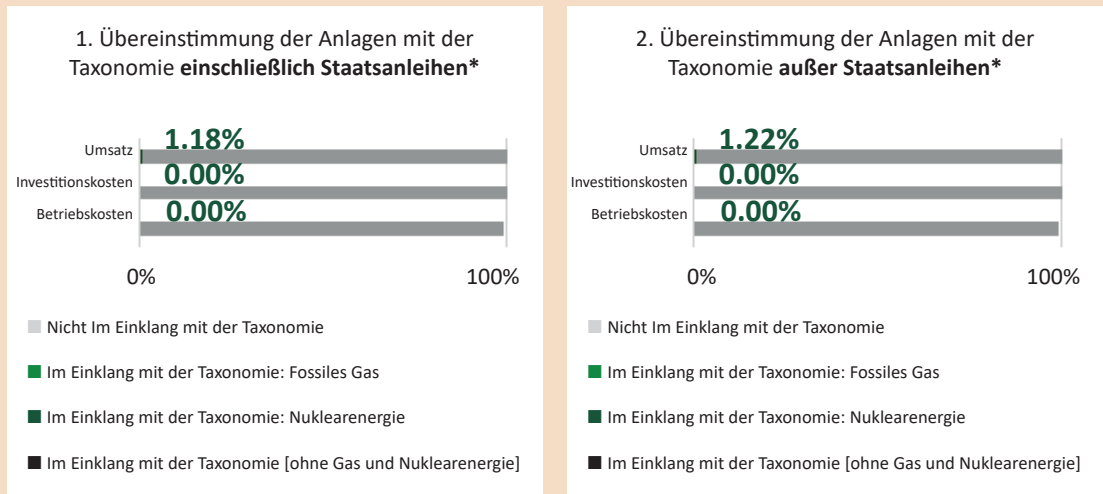 1. Übereinstimmung der Anlagen mit der
Taxonomie einschließlich Staatsanleihen*
Umsatz 1.18%
Investitionskosten 0.00%
Betriebskosten 0.00%
0% 100%
Nicht Im Einklang mit der Taxonomie
Im Einklang mit der Taxonomie: Fossiles Gas
Im Einklang mit der Taxonomie: Nuklearenergie
Im Einklang mit der Taxonomie [ohne Gas und Nuklearenergie]
2. Übereinstimmung der Anlagen mit der
Taxonomie außer Staatsanleihen*
Umsatz 1.22%
Investitionskosten 0.00%
Betriebskosten 0.00%
0% 100%
Nicht Im Einklang mit der Taxonomie
Im Einklang mit der Taxonomie: Fossiles Gas
Im Einklang mit der Taxonomie: Nuklearenergie
Im Einklang mit der Taxonomie [ohne Gas und Nuklearenergie]